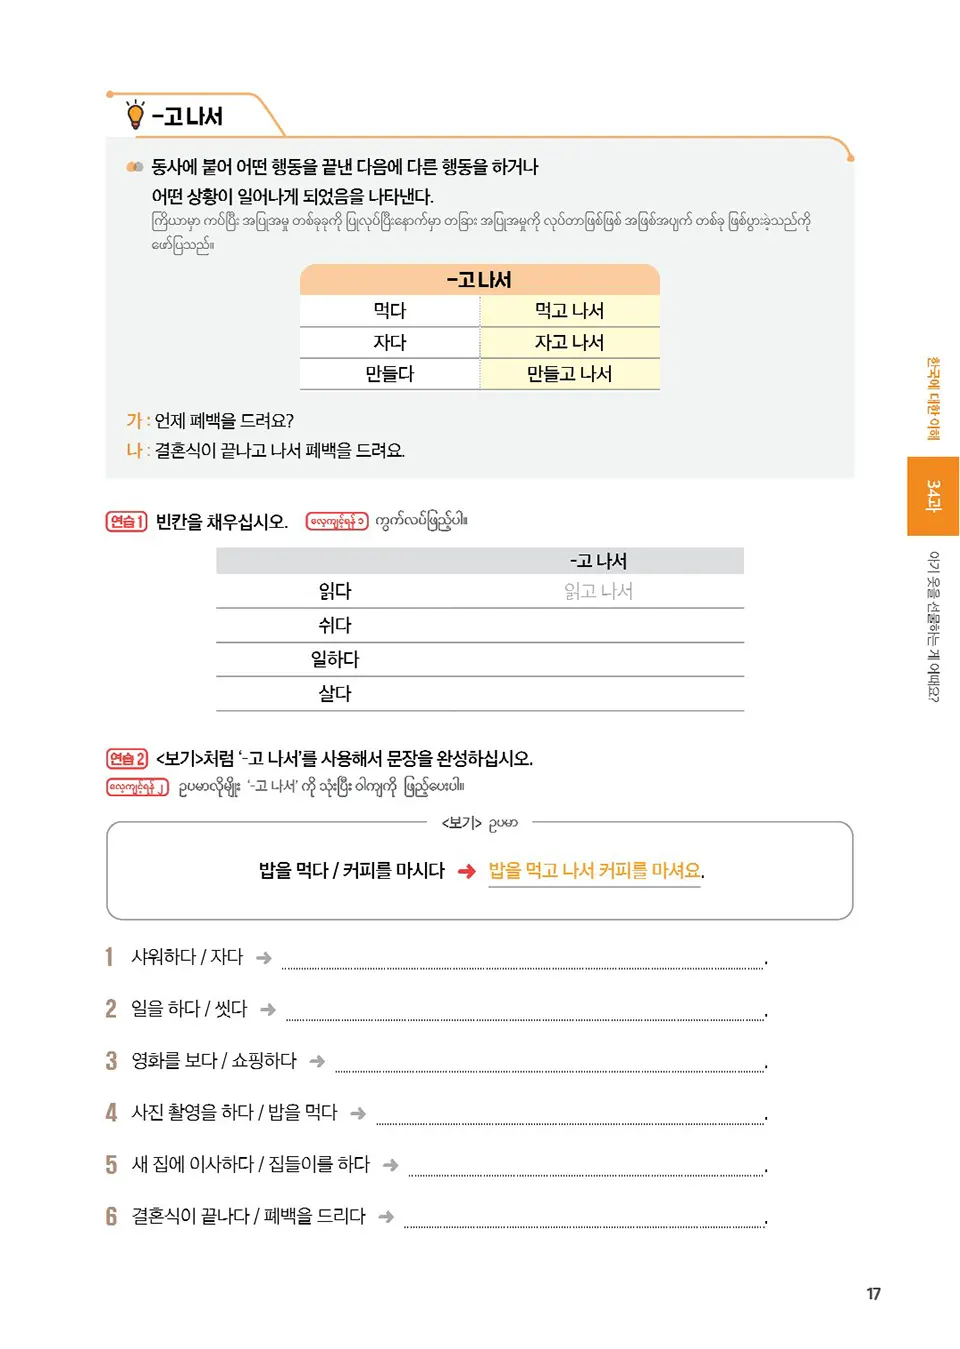 -고 나서
동사에 붙어 어떤 행동을 끝낸 다음에 다른 행동을 하거나
어떤 상황이 일어나게 되었음을 나타낸다.
ကြိယာမှာ ကပ်ပြီး အပြုအမူ တစ်ခုခုကို ပြုလုပ်ပြီးနောက်မှာ တခြား အပြုအမူကို လုပ်တာဖြစ်ဖြစ် အဖြစ်အပျက် တစ်ခု ဖြစ်ပွားခဲ့သည်ကို
ဖော်ပြသည်။
-고 나서
먹다 먹고 나서
자다 자고 나서
만들다 만들고 나서
가 : 언제 폐백을 드려요?
나 : 결혼식이 끝나고 나서 폐백을 드려요.
연습 1 빈칸을 채우십시오. လေ့ကျင့်ရန် ၁ ကွက်လပ်ဖြည့်ပါ။
-고 나서
읽다 읽고 나서
쉬다
일하다
살다
연습 2 <보기>처럼 '-고 나서'를 사용해서 문장을 완성하십시오.
လေ့ကျင့်ရန် ၂ ဥပမာလိုမျိုး '-고 나서' ကို သုံးပြီး ဝါကျကို ဖြည့်ပေးပါ။
<보기> ဥပမာ
밥을 먹다 / 커피를 마시다 ➜ 밥을 먹고 나서 커피를 마셔요.
1 샤워하다 / 자다 ➜ .
2 일을 하다 / 씻다 ➜ .
3 영화를 보다 / 쇼핑하다 ➜ .
4 사진 촬영을 하다 / 밥을 먹다 ➜ .
5 새 집에 이사하다 / 집들이를 하다 ➜ .
6 결혼식이 끝나다 / 폐백을 드리다 ➜ .
한국에 대한 이해
34과
아기 옷을 선물하는 게 어때요?
17